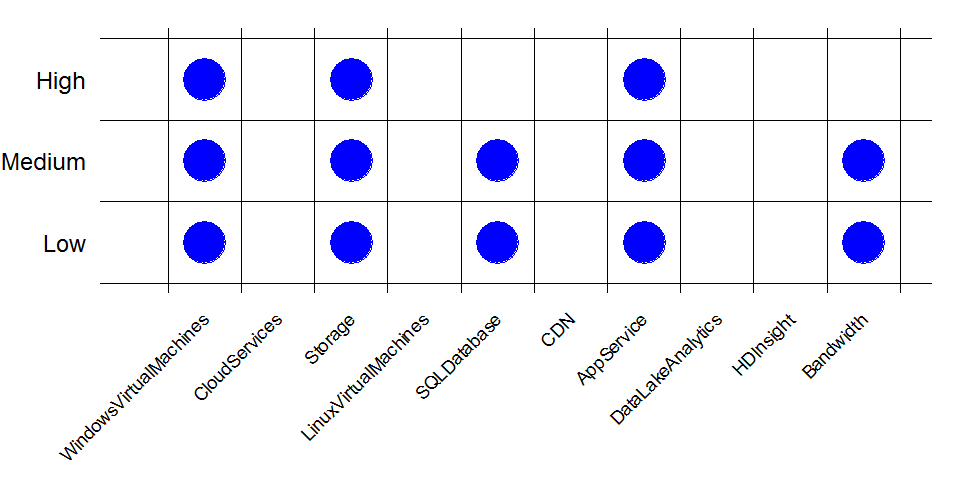 High
Medium
Low
WindowsVirtualMachines
CloudServices
Storage
LinuxVirtualMachines
SQLDatabase
CDN
AppService
DataLakeAnalytics
HDInsight
Bandwidth